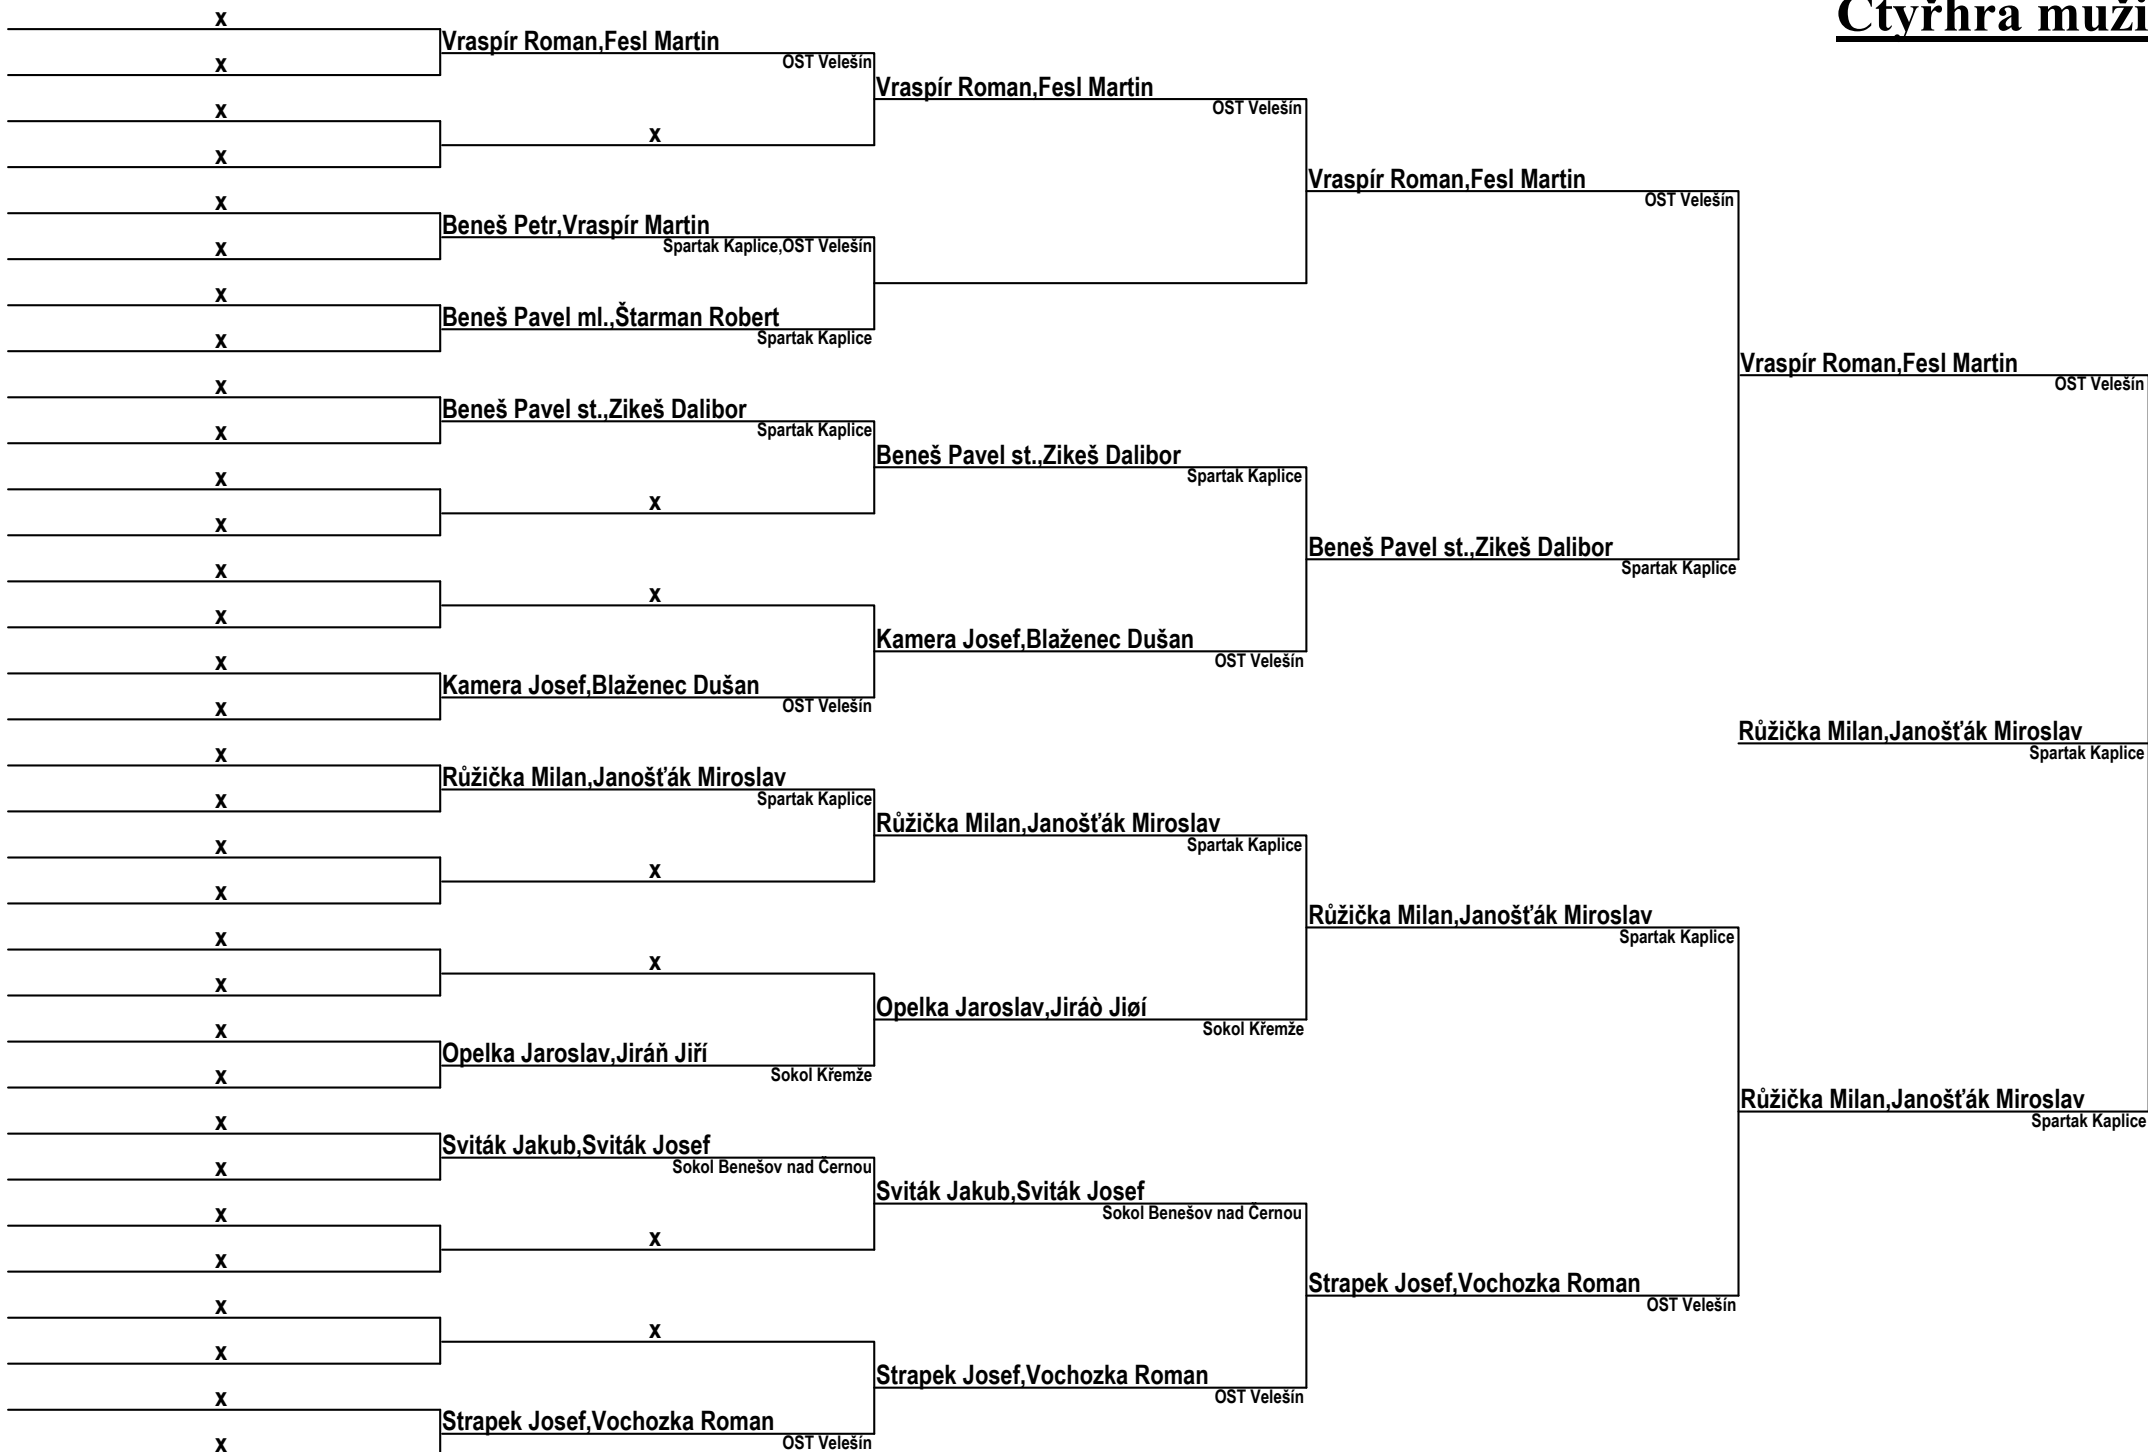 Čtyřhra muži
x
Vraspír Roman,Fesl Martin
x
OST Velešín
Vraspír Roman,Fesl Martin
x
OST Velešín
x
x
Vraspír Roman,Fesl Martin
x
OST Velešín
Beneš Petr,Vraspír Martin
x
Spartak Kaplice,OST Velešín
x
Beneš Pavel ml.,Štarman Robert
x
Spartak Kaplice
Vraspír Roman,Fesl Martin
x
OST Velešín
Beneš Pavel st.,Zikeš Dalibor
x
Spartak Kaplice
Beneš Pavel st.,Zikeš Dalibor
x
Spartak Kaplice
x
x
Beneš Pavel st.,Zikeš Dalibor
x
Spartak Kaplice
x
x
Kamera Josef,Blaženec Dušan
x
OST Velešín
Kamera Josef,Blaženec Dušan
x
OST Velešín
Růžička Milan,Janošťák Miroslav
x
Spartak Kaplice
Růžička Milan,Janošťák Miroslav
x
Spartak Kaplice
Růžička Milan,Janošťák Miroslav
x
Spartak Kaplice
x
x
Růžička Milan,Janošťák Miroslav
x
Spartak Kaplice
x
x
Opelka Jaroslav,Jiráò Jiøí
x
Sokol Křemže
Opelka Jaroslav,Jiráň Jiří
x
Sokol Křemže
Růžička Milan,Janošťák Miroslav
x
Spartak Kaplice
Sviták Jakub,Sviták Josef
x
Sokol Benešov nad Černou
Sviták Jakub,Sviták Josef
x
Sokol Benešov nad Černou
x
x
Strapek Josef,Vochozka Roman
x
OST Velešín
x
x
Strapek Josef,Vochozka Roman
x
OST Velešín
Strapek Josef,Vochozka Roman
x
OST Velešín